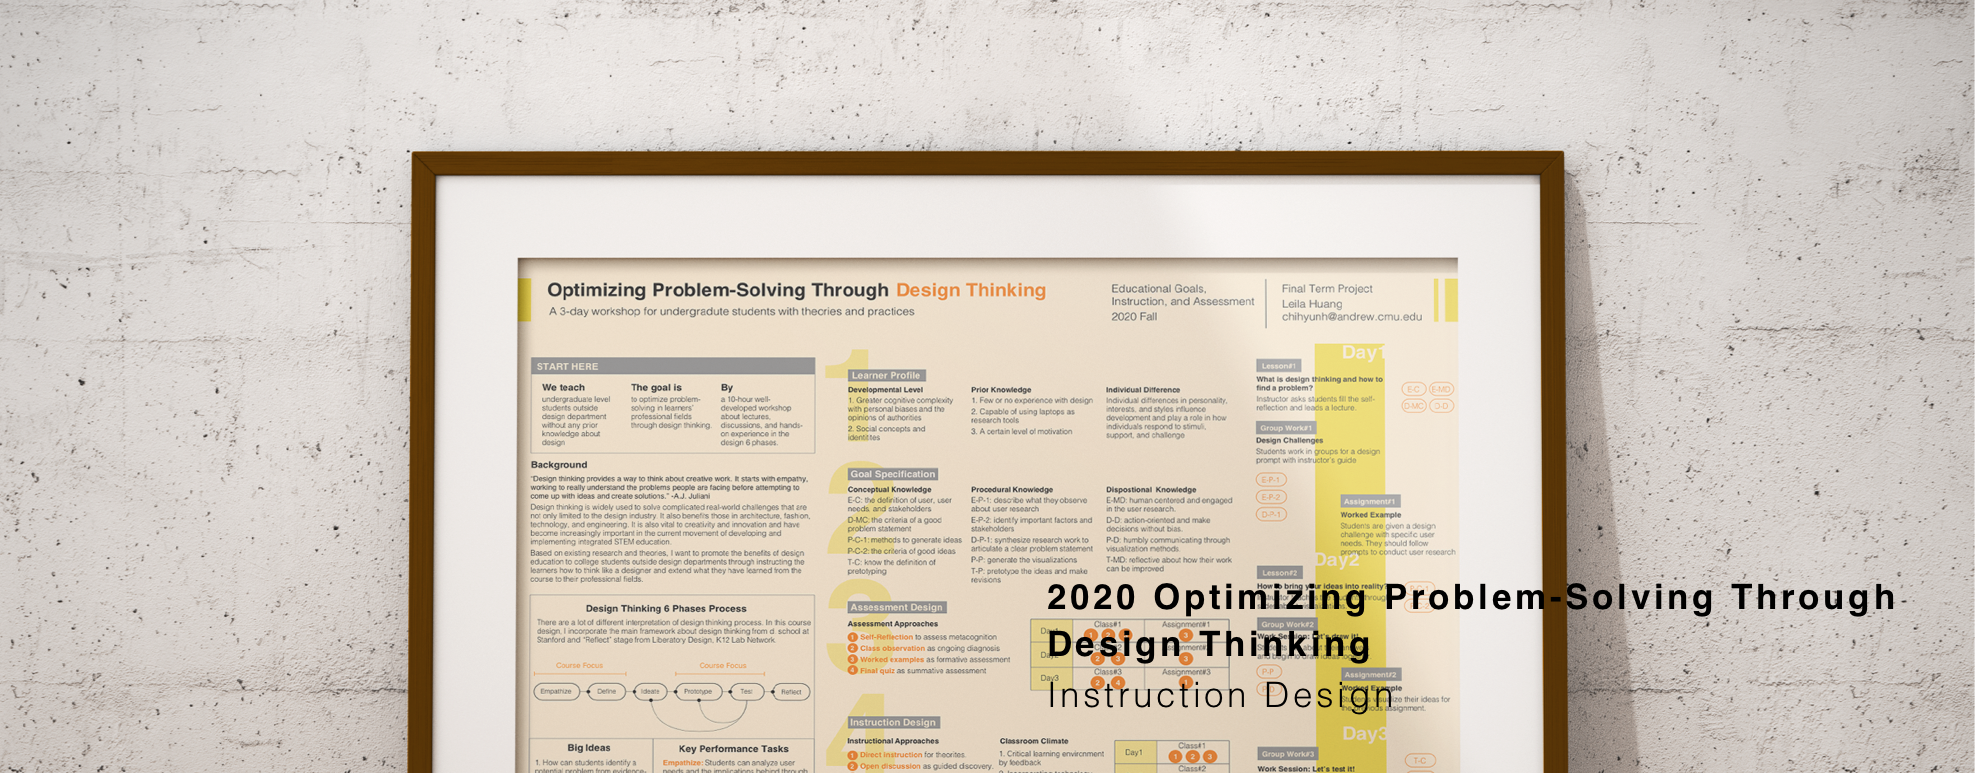 Optimizing Problem-Solving Through Design Thinking
A 3-day workshop for undergradute students with theories and practices
Educational Goals,
Instruction, and Assessment
2020 Fall
Final Term Project
Leila Huang
chihyunh@andrew.cmu.edu
START HERE
We teach
undergraduate level
students outside
design department
without any prior
knowledge about
design
The goal is
to optimize problem-
solving in learners'
professional fields
through design thinking.
By
a 10-hour well-
developed workshop
about lectures,
discussions, and hands-
on experience in the
design 6 phases.
Background
"Design thinking provides a way to think about creative work. It starts with empathy,
working to really understand the problems people are facing before attempting to
come up with ideas and create solutions." -A.J. Juliani
Design thinking is widely used to solve complicated real-world challenges that are
not only limited to the design industry. It also benefits those in architecture, fashion,
technology, and engineering. It is also vital to creativity and innovation and have
become increasingly important in the current movement of developing and
implementing integrated STEM education.
Based on existing research and theories, I want to promote the benefits of design
education to college students outside design departments through instructing the
learners how to think like a designer and extend what they have learned from the
course to their professional fields.
Design Thinking 6 Phases Process
There are a lot of different interpretation of design thinking process. In this course
design, I incorporate the main framework about design thinking from d. school at
Stanford and "Reflect" stage from Liberatory Design, K12 Lab Network.
Course Focus
Course Focus
Empathize
Define
Ideate
Prototype
Test
Reflect
Big Ideas
1. How can students identify a
potential problem from evidence-
Key Performance Tasks
Empathize: Students can analyze user
needs and the implications behind through
1
Learner Profile
Developmental Level
1. Greater cognitive complexity
with personal biases and the
opinions of authorities
2. Social concepts and
identities
Prior Knowledge
1. Few or no experience with design
2. Capable of using laptops as
research tools
3. A certain level of motivation
Individual Difference
Individual differences in personality,
interests, and styles influence
development and play a role in how
individuals respond to stimuli,
support, and challenge
2
Goal Specification
Conceptual Knowledge
E-C: the definition of user, user
needs, and stakeholders
D-MC: the criteria of a good
problem statement
P-C-1: methods to generate ideas
P-C-2: the criteria of good ideas
T-C: know the definition of
prototyping
Procedural Knowledge
E-P-1: describe what they observe
about user research
E-P-2: identify important factors and
stakeholders
D-P-1: synthesize research work to
articulate a clear problem statement
P-P: generate the visualizations
T-P: prototype the ideas and make
revisions
Dispostional Knowledge
E-MD: human centered and engaged
in the user research.
D-D: action-oriented and make
decisions without bias.
P-D: humbly communicating through
visualization methods.
T-MD: reflective about how their work
can be improved
3
Assessment Design
Assessment Approaches
1 Self-Reflection to assess metacognition
2 Class observation as ongoing diagnosis
3 Worked examples as formative assessment
4 Final quiz as summative assessment
Class#1
Assignment#1
3
Day2
2 3
3
Day3
Class#3
2 4
4
Instruction Design
Instructional Approaches
1 Direct instruction for theorites.
2 Open discussion as guided discovery.
Classroom Climate
1. Critical learning environment
by feedback
Day1
Class#1
1 2 3
Class#2
Day1
Lesson#1
What is design thinking and how to
find a problem?
Instructor asks students fill the self-
reflection and leads a lecture.
E-C E-MD
D-MC D-D
Group Work#1
Design Challenges
Students work in groups for a design
prompt with instructor's guide
E-P-1
E-P-2
D-P-1
Assignment#1
Worked Example
Students are given a design
challenge with specific user
needs. They should follow
prompts to conduct user research
Day2
Lesson#2
How to bring your ideas into reality?
Group Work#2
Work Session: Let's draw it!
P-P
Assignment#2
Worked Example
Students visualize their ideas for
the previous assignment.
Day3
Group Work#3
Work Session: Let's test it!
T-C
2020 Optimizing Problem-Solving Through
Design Thinking
Instruction Design